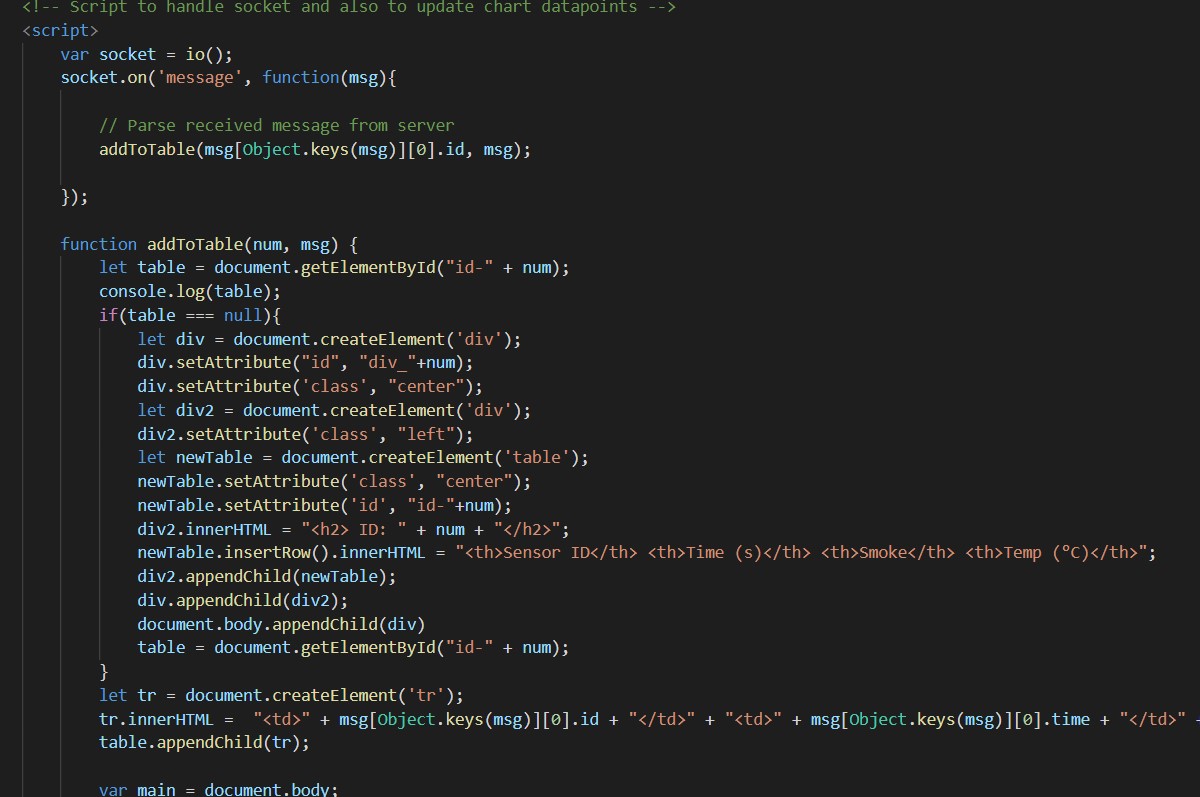 <!-- Script to handle socket and also to update chart datapoints -->
<script>
var socket = io();
socket.on('message', function(msg){
// Parse received message from server
addToTable(msg[Object.keys(msg)][0].id, msg);
});
function addToTable(num, msg) {
let table = document.getElementById("id-" + num);
console.log(table);
if(table === null){
let div = document.createElement('div');
div.setAttribute("id", "div_"+num);
div.setAttribute('class', "center");
let div2 = document.createElement('div');
div2.setAttribute('class', "left");
let newTable = document.createElement('table');
newTable.setAttribute('class', "center");
newTable.setAttribute('id', "id-"+num);
div2.innerHTML = "<h2> ID: " + num + "</h2>";
newTable.insertRow().innerHTML = "<th>Sensor ID</th> <th>Time (s)</th> <th>Smoke</th> <th>Temp (°C)</th>";
div2.appendChild(newTable);
div.appendChild(div2);
document.body.appendChild(div)
table = document.getElementById("id-" + num);
}
let tr = document.createElement('tr');
tr.innerHTML =  "<td>" + msg[Object.keys(msg)][0].id + "</td>" + "<td>" + msg[Object.keys(msg)][0].time + "</td>" +
table.appendChild(tr);
var main = document.body;